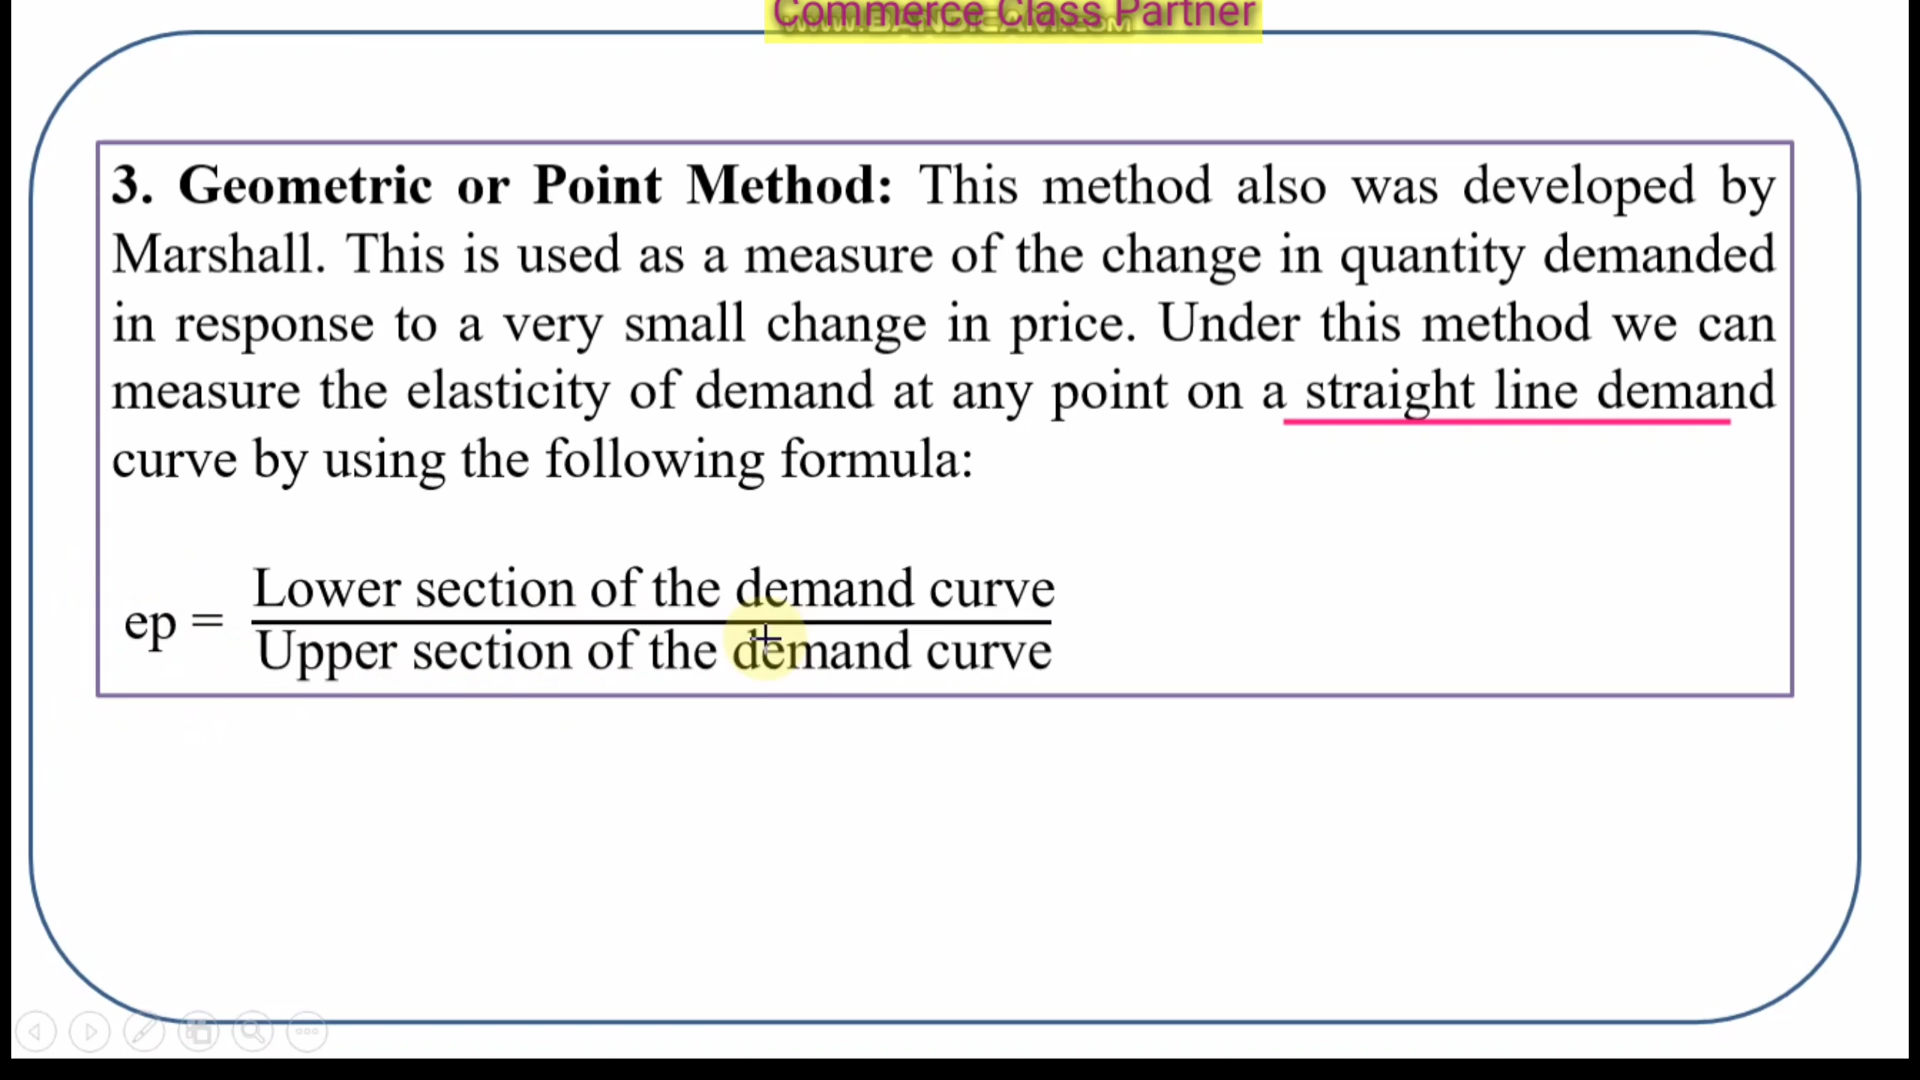 Commerce Class Partner
www.BANDICAM.com
3. Geometric or Point Method: This method also was developed by
Marshall. This is used as a measure of the change in quantity demanded
in response to a very small change in price. Under this method we can
measure the elasticity of demand at any point on a straight line demand
curve by using the following formula:
ep =
Lower section of the demand curve
Upper section of the demand curve